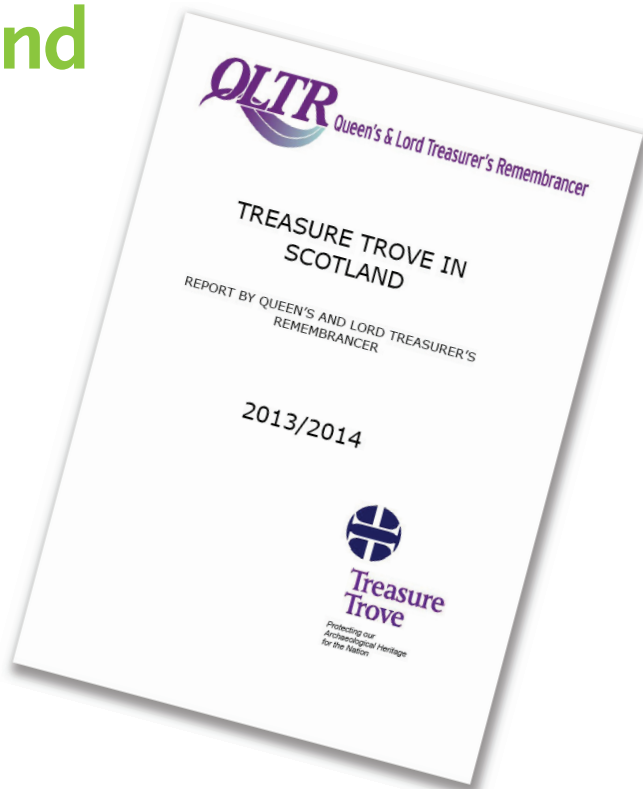 nd
QLTR Queen's & Lord Treasurer's Remembrancer
TREASURE TROVE IN
SCOTLAND
REPORT BY QUEEN'S AND LORD TREASURER'S
REMEMBRANCER
2013/2014
Treasure
Trove
Protecting our
Archaeological Heritage
for the Nation